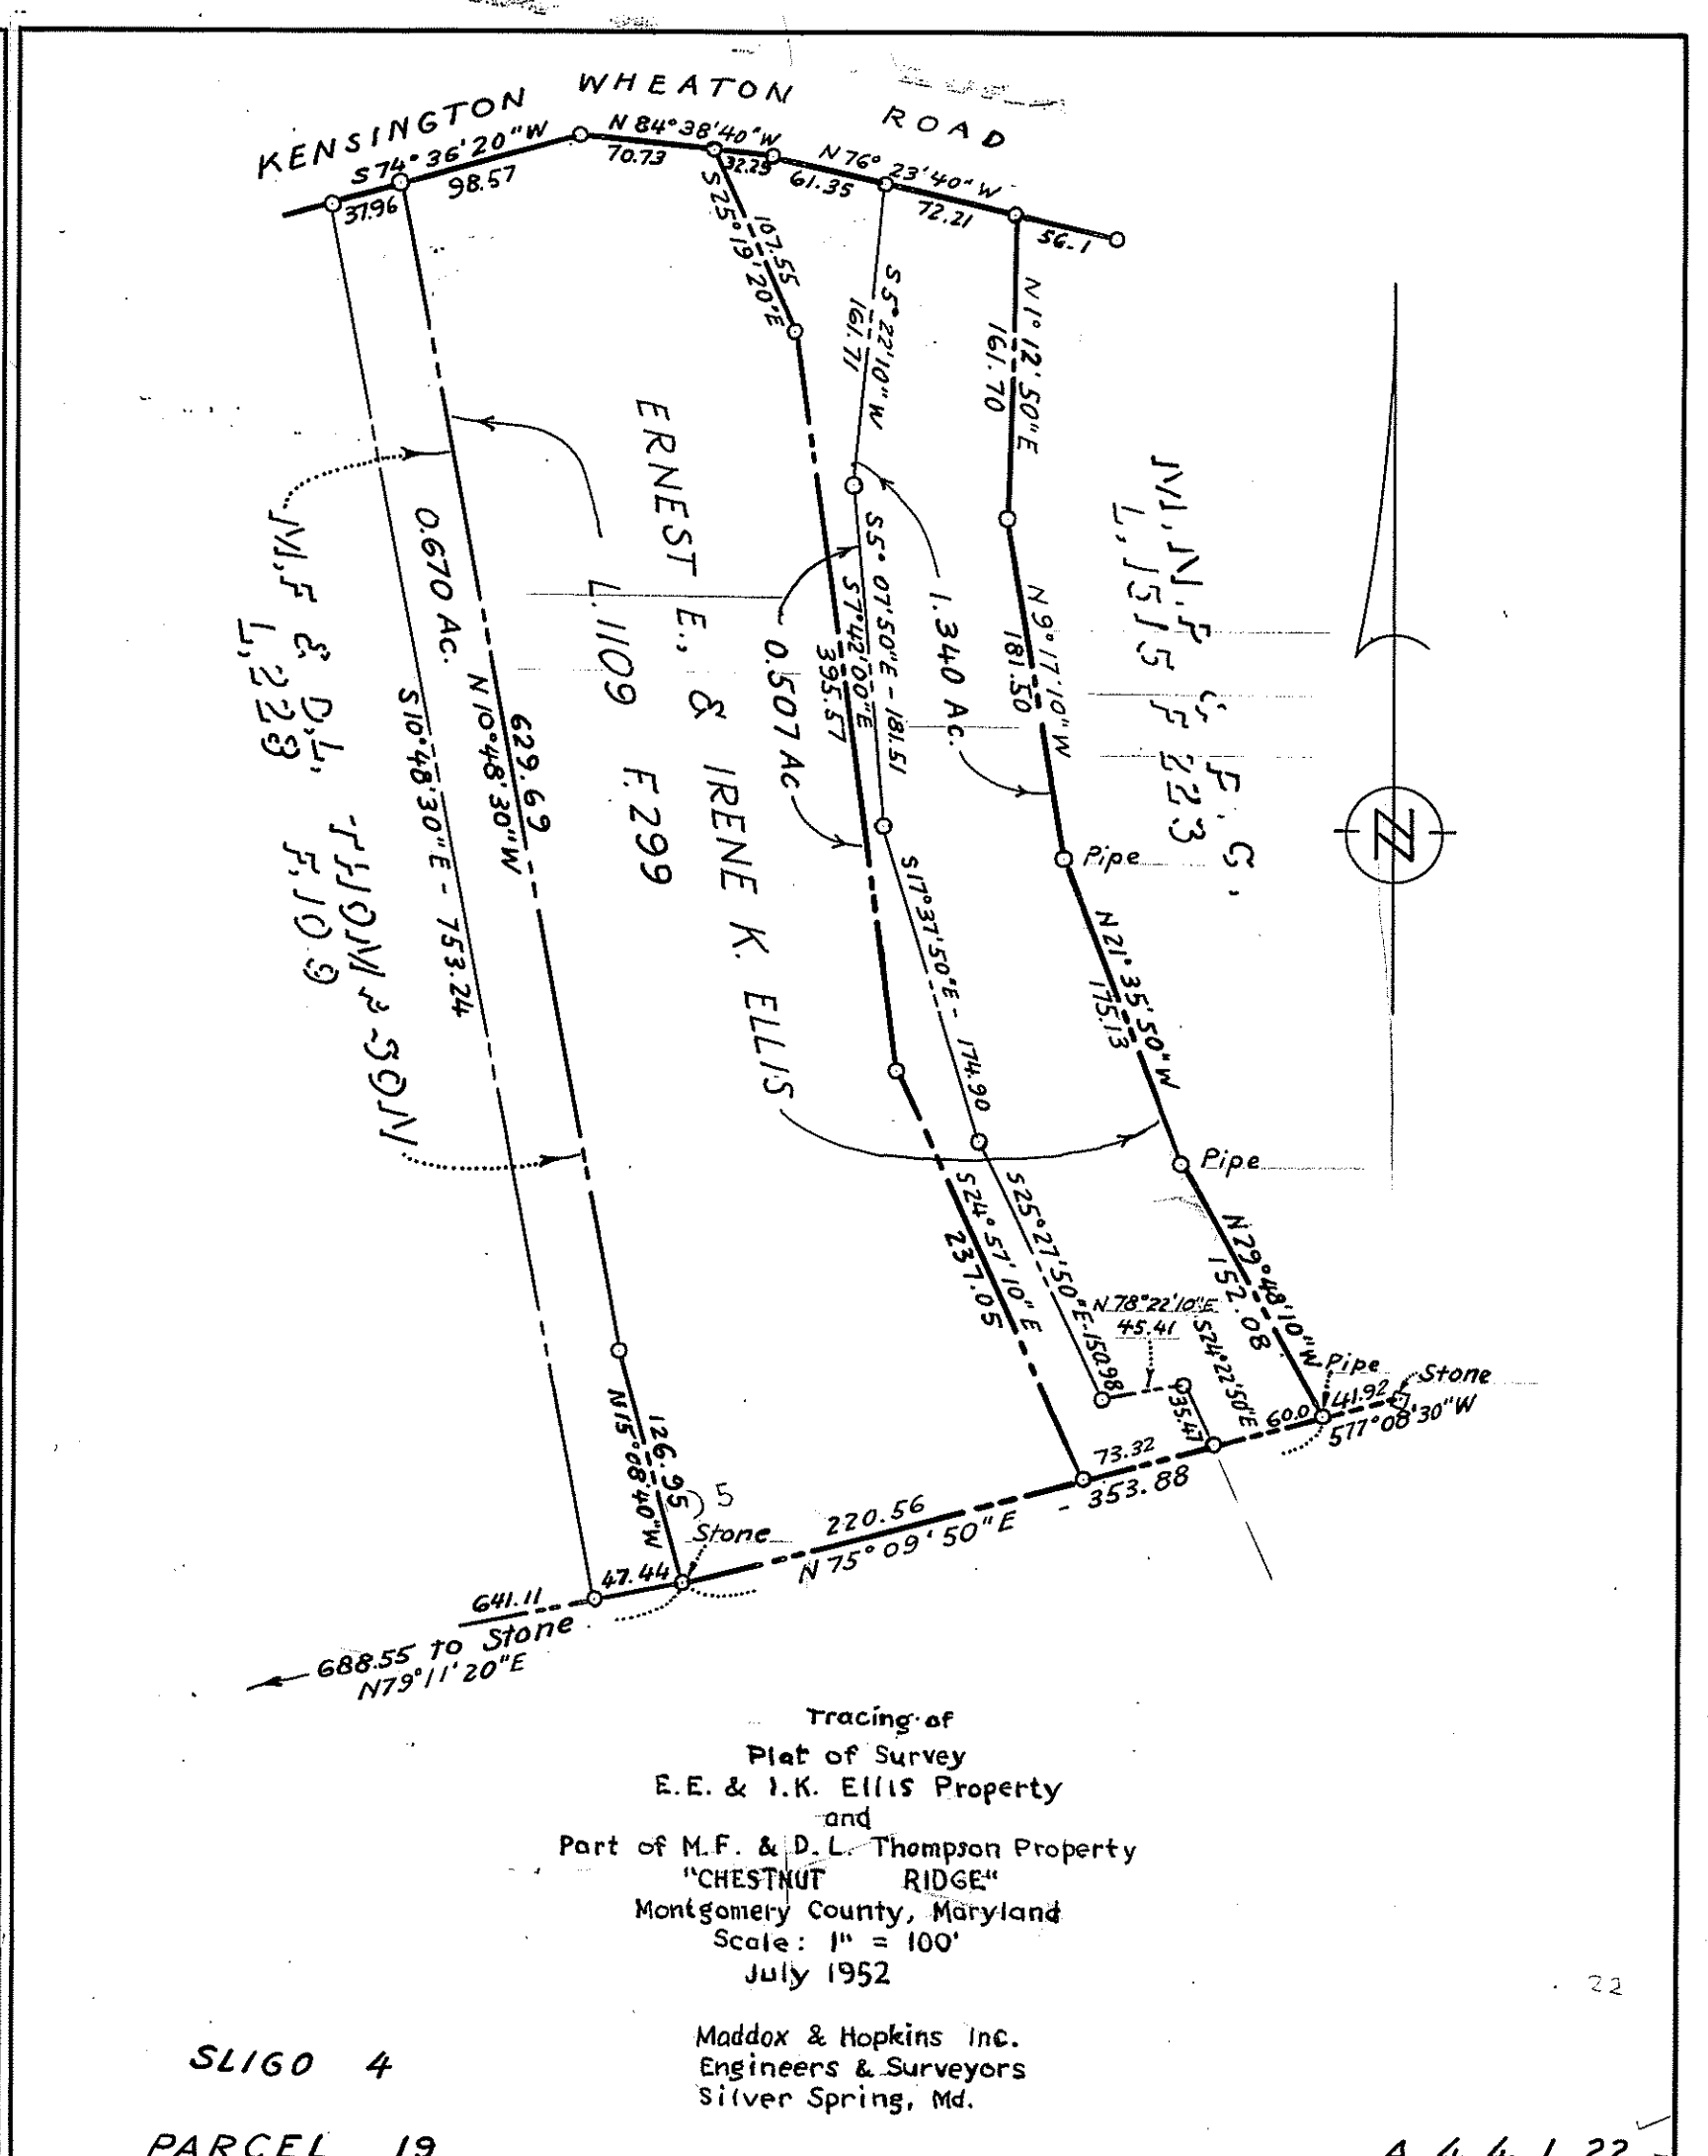 KENSINGTON WHEATON ROAD
S 74° 36' 20" W
37.96
98.57
N 84° 38' 40" W
70.73
32.25
N 76° 23' 40" W
61.35
72.21
56.1
S 25° 19' 20" E
107.55
S 5° 22' 10" W
161.71
N 1° 12' 50" E
161.70
ERNEST E., & IRENE K. ELLIS
L.1109 F.299
M.F. & D.L. THOMPSON
L.228 F.109
0.670 Ac.
S 10° 48' 30" E - 753.24
N 10° 48' 30" W
629.69
S 7° 42' 00" E
395.57
0.507 Ac
S 5° 07' 50" E - 181.51
1.340 Ac.
N 9° 17' 10" W
181.50
L.1515 F 223
Pipe
S 17° 37' 50" E - 174.90
N 21° 35' 50" W
175.13
Pipe
S 24° 57' 10" E
237.05
S 25° 27' 50" E - 150.98
N 29° 48' 10" W
152.08
N 78° 22' 10" E
45.41
S 24° 22' 50" E
35.47
Pipe
Stone
60.0
41.92
S77° 08' 30" W
73.32
353.88
N 15° 08' 40" W
126.95
5
Stone
220.56
N 75° 09' 50" E
47.44
641.11
688.55 to Stone
N 79° 11' 20" E
N
Tracing of
Plat of Survey
E.E. & I.K. Ellis Property
and
Part of M.F. & D.L. Thompson Property
"CHESTNUT RIDGE"
Montgomery County, Maryland
Scale: 1" = 100'
July 1952
22
Maddox & Hopkins Inc.
Engineers & Surveyors
Silver Spring, Md.
SLIGO 4
PARCEL 19